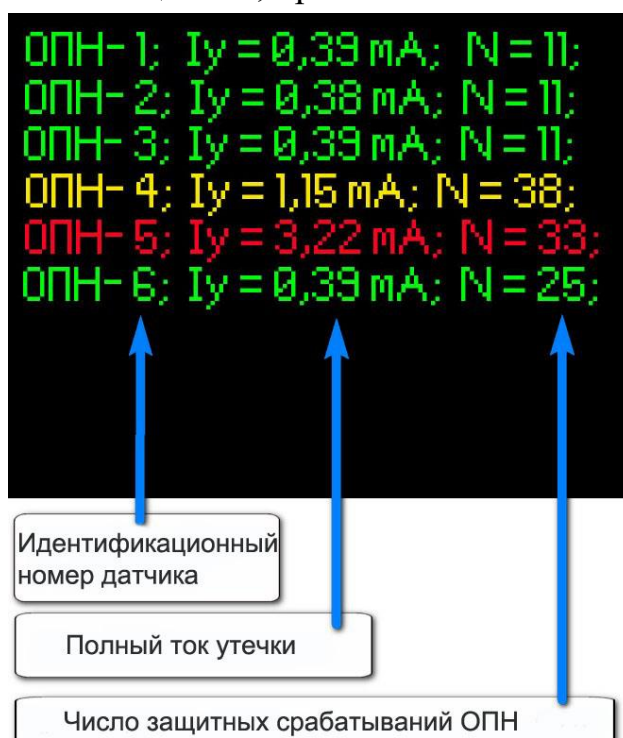 ОПН-1; Iу = 0,39 mA; N = 11;
ОПН-2; Iу = 0,38 mA; N = 11;
ОПН-3; Iу = 0,39 mA; N = 11;
ОПН-4; Iу = 1,15 mA; N = 38;
ОПН-5; Iу = 3,22 mA; N = 33;
ОПН-6; Iу = 0,39 mA; N = 25;
Идентификационный
номер датчика
Полный ток утечки
Число защитных срабатываний ОПН